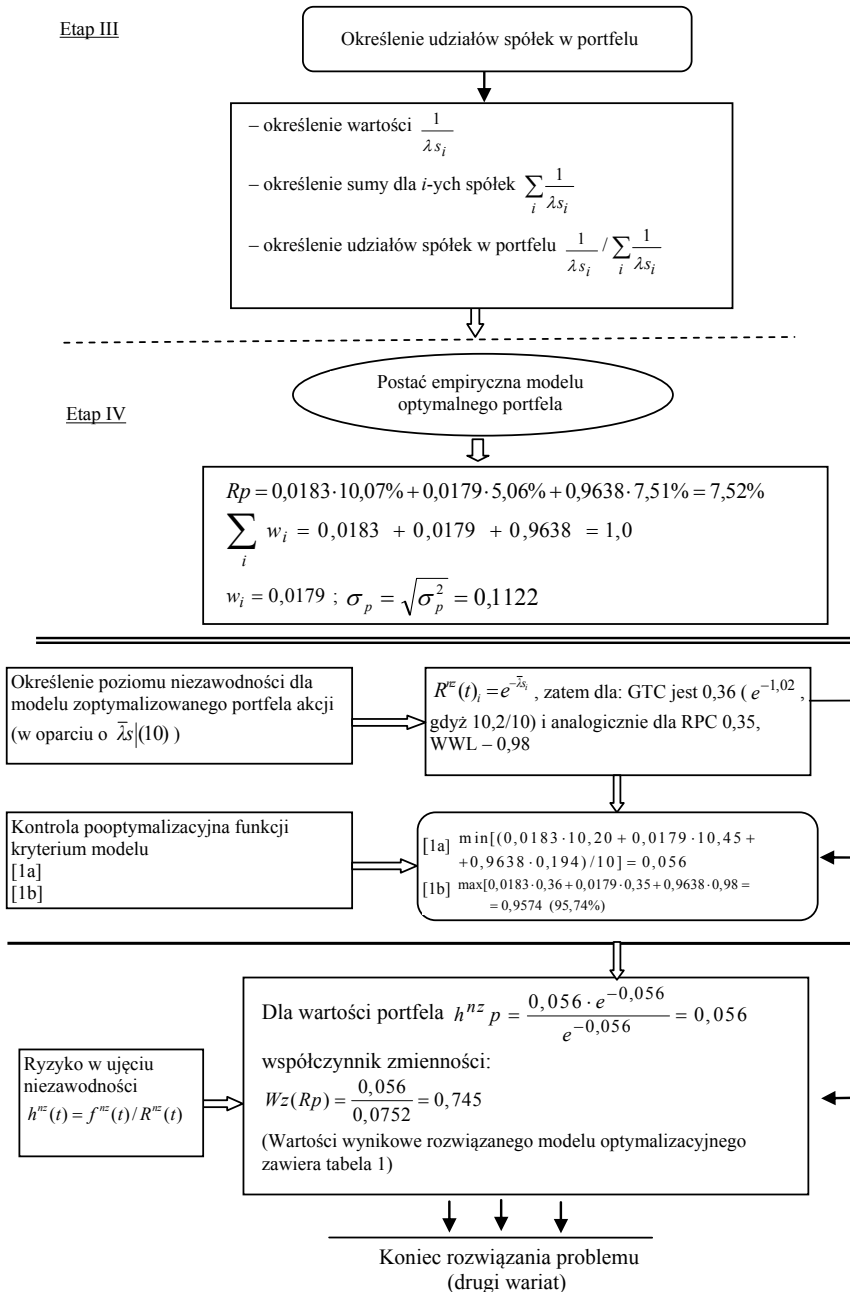 Etap III
Określenie udziałów spółek w portfelu
– określenie wartości 1/(λs_i)
– określenie sumy dla i-ych spółek ∑_i 1/(λs_i)
– określenie udziałów spółek w portfelu 1/(λs_i) / ∑_i 1/(λs_i)
Postać empiryczna modelu
optymalnego portfela
Etap IV
Rp = 0,0183·10,07% + 0,0179·5,06% + 0,9638·7,51% = 7,52%
∑_i w_i = 0,0183 + 0,0179 + 0,9638 = 1,0
w_i = 0,0179 ; σ_p = √(σ_p^2) = 0,1122
Określenie poziomu niezawodności dla
modelu zoptymalizowanego portfela akcji
(w oparciu o λ̅s|(10) )
R^nz(t)_i = e^(-λ̅s_i) , zatem dla: GTC jest 0,36 ( e^(-1,02) ,
gdyż 10,2/10) i analogicznie dla RPC 0,35,
WWL – 0,98
Kontrola pooptymalizacyjna funkcji
kryterium modelu
[1a]
[1b]
[1a] min[(0,0183·10,20 + 0,0179·10,45 +
+0,9638·0,194)/10] = 0,056
[1b] max[0,0183·0,36+0,0179·0,35+0,9638·0,98 =
= 0,9574 (95,74%)
Dla wartości portfela h^nz p = (0,056 · e^(-0,056))/(e^(-0,056)) = 0,056
współczynnik zmienności:
Wz(Rp) = 0,056/0,0752 = 0,745
(Wartości wynikowe rozwiązanego modelu optymalizacyjnego
zawiera tabela 1)
Ryzyko w ujęciu
niezawodności
h^nz(t) = f^nz(t)/R^nz(t)
Koniec rozwiązania problemu
(drugi wariat)